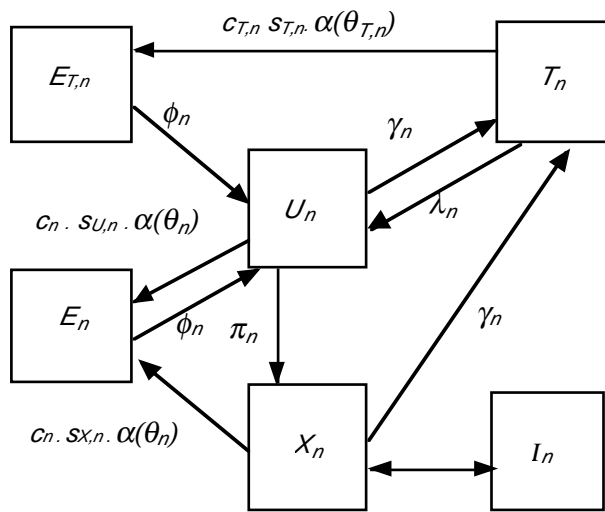 c_{T,n} s_{T,n}. α(θ_{T,n})
E_{T,n}
T_n
ϕ_n
γ_n
U_n
λ_n
c_n . s_{U,n} . α(θ_n)
E_n
ϕ_n
π_n
γ_n
c_n . s_{X,n} . α(θ_n)
X_n
I_n